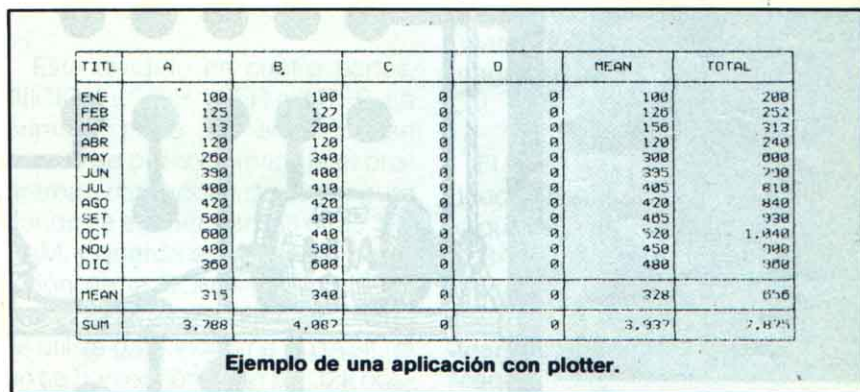 TITL A B C D MEAN TOTAL
ENE 100 100 0 0 100 200
FEB 125 127 0 0 126 252
MAR 113 200 0 0 156 313
ABR 120 120 0 0 120 240
MAY 260 340 0 0 300 600
JUN 390 400 0 0 395 790
JUL 400 410 0 0 405 810
AGO 420 420 0 0 420 840
SET 500 430 0 0 465 930
OCT 600 440 0 0 520 1,040
NOV 400 500 0 0 450 900
DIC 360 600 0 0 480 960
MEAN 315 340 0 0 328 656
SUM 3,788 4,087 0 0 3,937 7,875
Ejemplo de una aplicación con plotter.